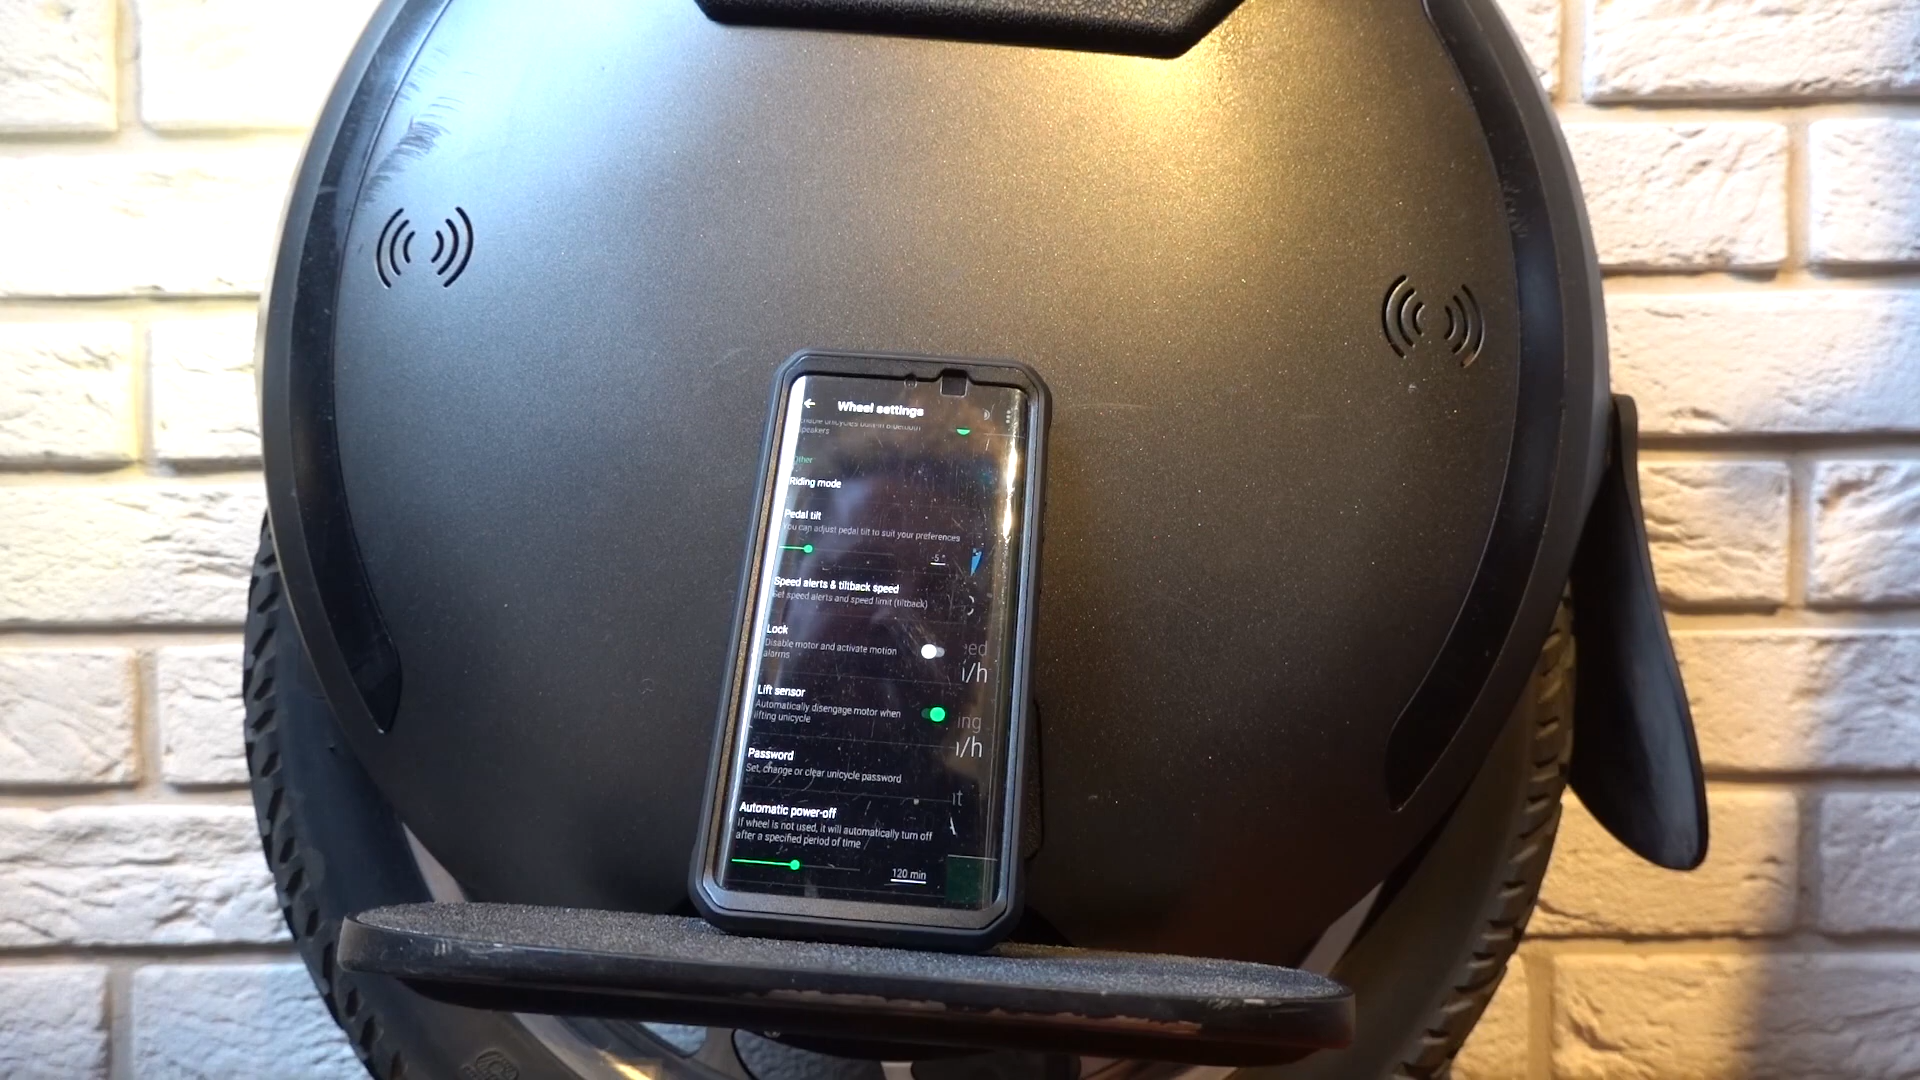 Wheel settings
speakers
Other
Riding mode
Pedal tilt
You can adjust pedal tilt to suit your preferences
-5 °
Speed alerts & tiltback speed
Set speed alerts and speed limit (tiltback)
Lock
Disable motor and activate motion
alarms
Lift sensor
Automatically disengage motor when
lifting unicycle
Password
Set, change or clear unicycle password
Automatic power-off
If wheel is not used, it will automatically turn off
after a specified period of time
120 min